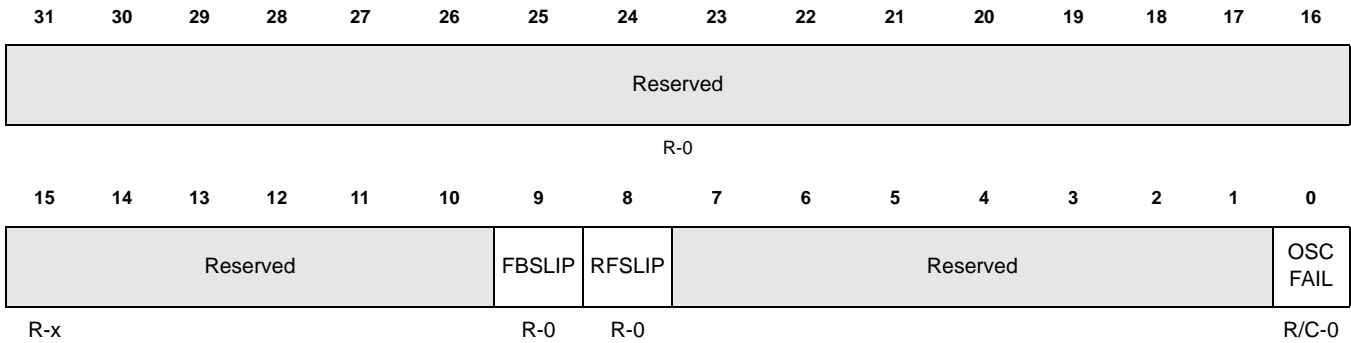 31 30 29 28 27 26 25 24 23 22 21 20 19 18 17 16
Reserved
R-0
15 14 13 12 11 10 9 8 7 6 5 4 3 2 1 0
Reserved FBSLIP RFSLIP Reserved OSC
FAIL
R-x R-0 R-0 R/C-0